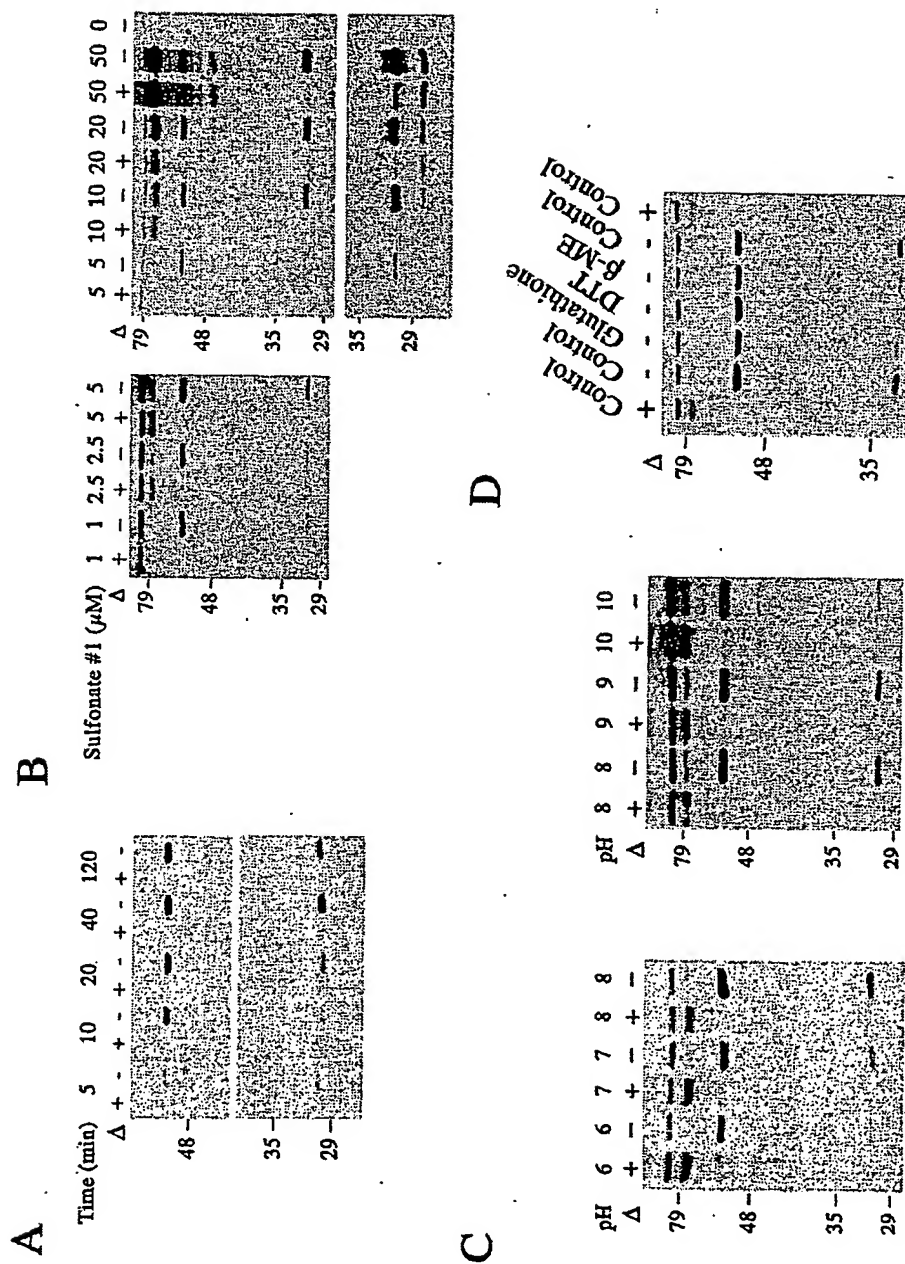 A
Time (min) 5 10 20 40 120
Δ + - + - + - + - + -
48
35
29
B
Sulfonate #1 (μM) 1 1 2.5 2.5 5 5
Δ + - + - + -
79
48
35
29
5 5 10 10 20 20 50 50 0
Δ + - + - + - + - -
79
48
35
29
35
29
C
pH 6 6 7 7 8 8
Δ + - + - + -
79
48
35
29
pH 8 8 9 9 10 10
Δ + - + - + -
79
48
35
29
D
Control
Control
Glutathione
DTT
β-ME
Control
Control
Δ + - - - - - +
79
48
35